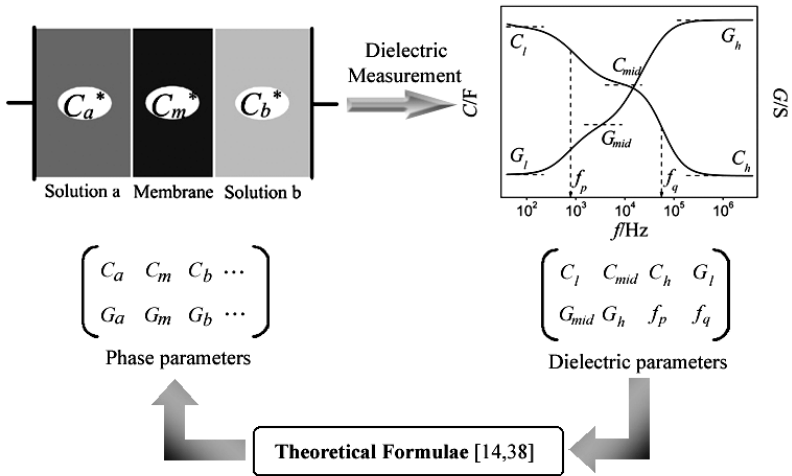 Ca* Cm* Cb*
Solution a Membrane Solution b
Dielectric
Measurement
C/F
G/S
Cl
Gh
Cmid
Gmid
Gl
Ch
fp
fq
10² 10³ 10⁴ 10⁵ 10⁶
f/Hz
Ca Cm Cb ···
Ga Gm Gb ···
Phase parameters
Cl Cmid Ch Gl
Gmid Gh fp fq
Dielectric parameters
Theoretical Formulae [14,38]